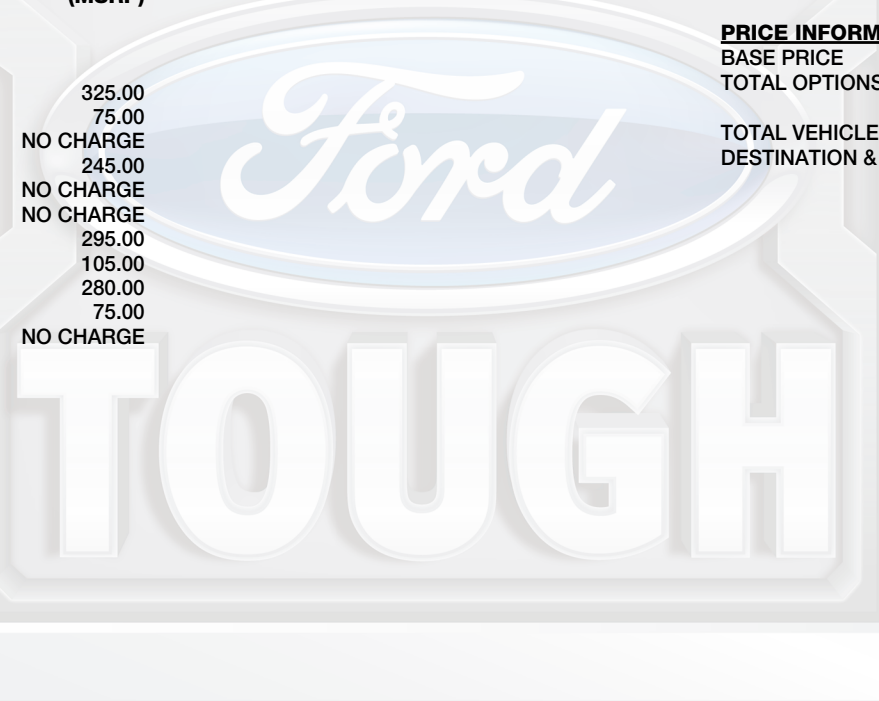 (MSRP)
325.00
75.00
NO CHARGE
245.00
NO CHARGE
NO CHARGE
295.00
105.00
280.00
75.00
NO CHARGE
PRICE INFORM
BASE PRICE
TOTAL OPTIONS
TOTAL VEHICLE
DESTINATION &
Ford
TOUGH